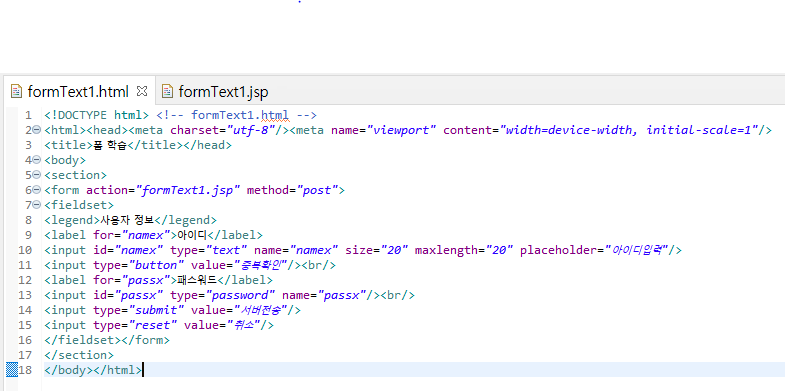 formText1.html formText1.jsp
1 <!DOCTYPE html> <!-- formText1.html -->
2 <html><head><meta charset="utf-8"/><meta name="viewport" content="width=device-width, initial-scale=1"/>
3 <title>폼 학습</title></head>
4 <body>
5 <section>
6 <form action="formText1.jsp" method="post">
7 <fieldset>
8 <legend>사용자 정보</legend>
9 <label for="namex">아이디</label>
10 <input id="namex" type="text" name="namex" size="20" maxlength="20" placeholder="아이디입력"/>
11 <input type="button" value="중복확인"/><br/>
12 <label for="passx">패스워드</label>
13 <input id="passx" type="password" name="passx"/><br/>
14 <input type="submit" value="서버전송"/>
15 <input type="reset" value="취소"/>
16 </fieldset></form>
17 </section>
18 </body></html>